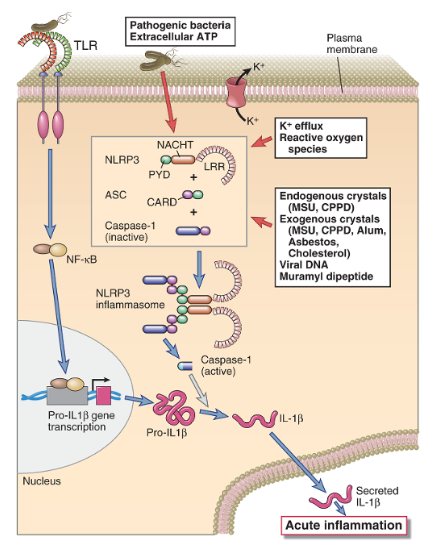 Pathogenic bacteria
Extracellular ATP
TLR
Plasma
membrane
K+
K+
K+ efflux
Reactive oxygen
species
NACHT
NLRP3
LRR
PYD
+
ASC
CARD
+
Caspase-1
(inactive)
Endogenous crystals
(MSU, CPPD)
Exogenous crystals
(MSU, CPPD, Alum,
Asbestos,
Cholesterol)
Viral DNA
Muramyl dipeptide
NF-κB
NLRP3
inflammasome
Caspase-1
(active)
Pro-IL1β gene
transcription
Pro-IL1β
IL-1β
Nucleus
Secreted
IL-1β
Acute inflammation